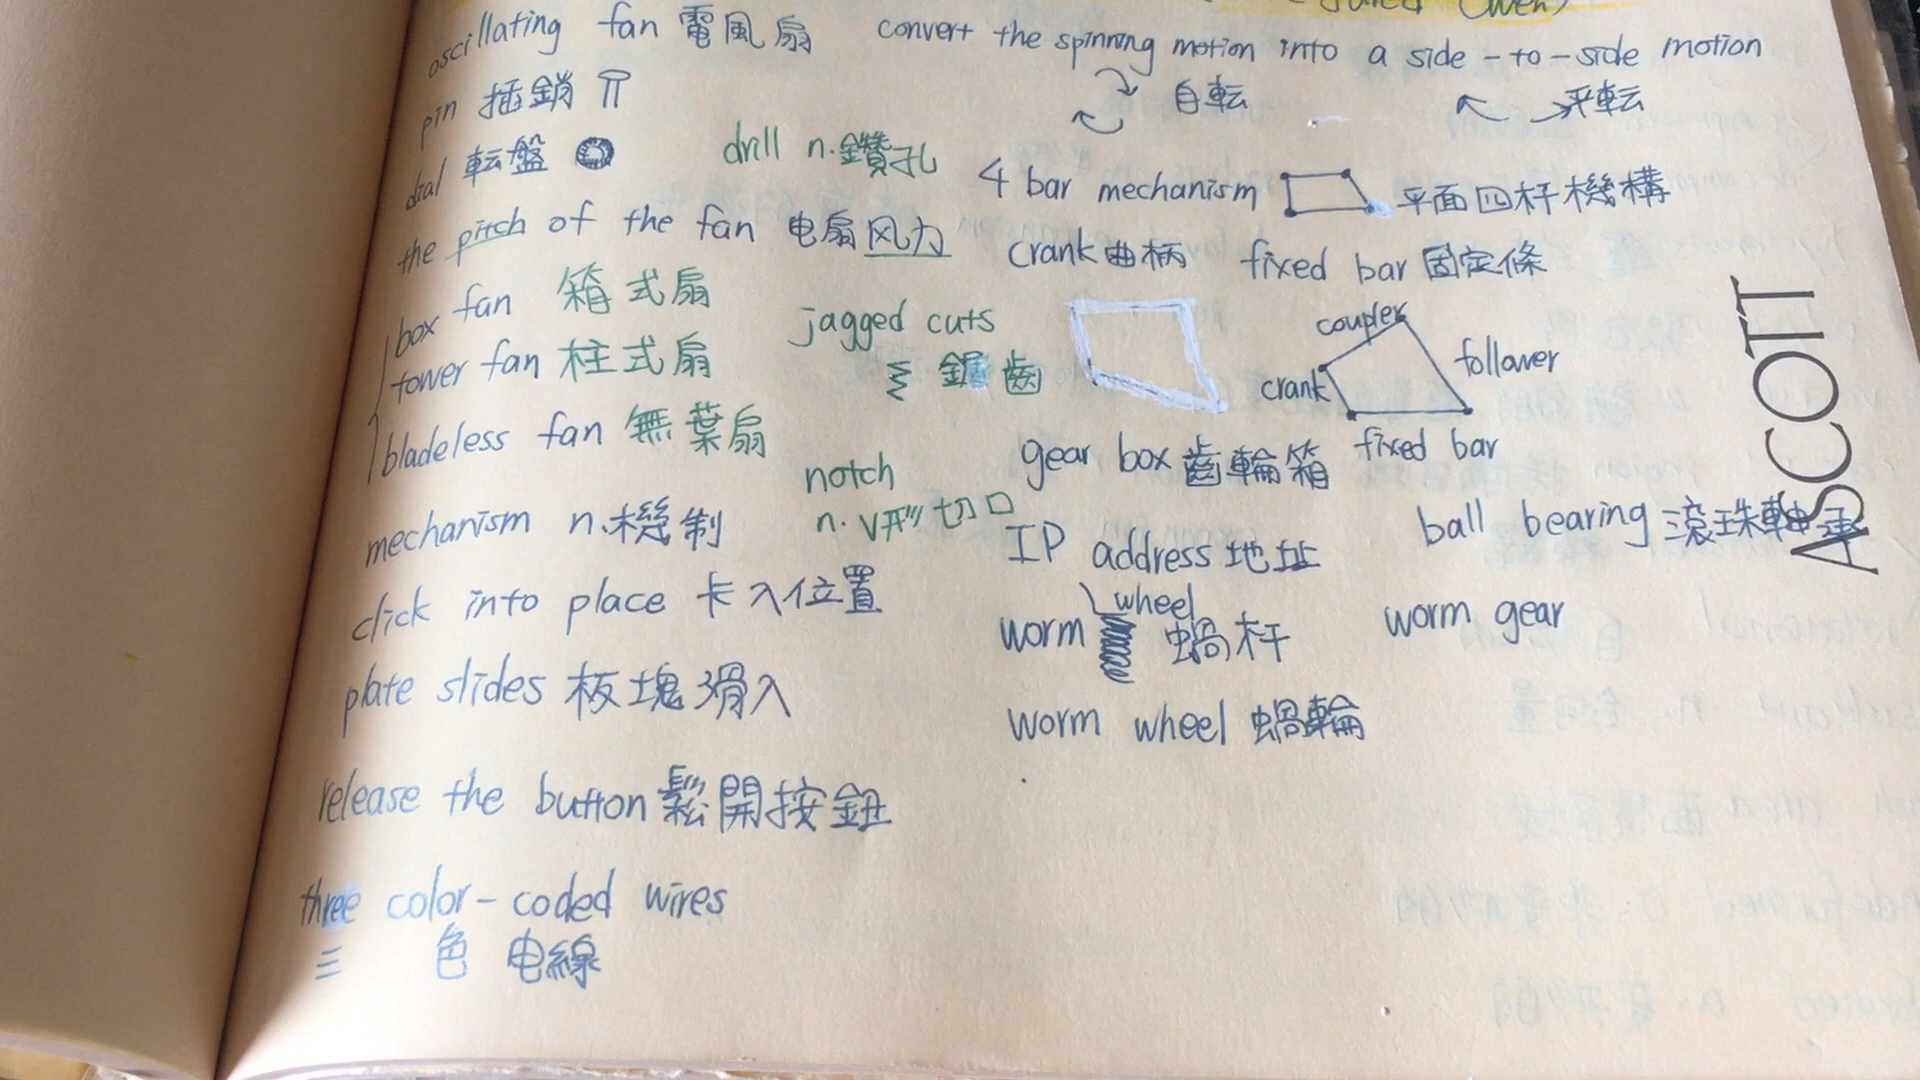 Jared Owen)
oscillating fan 電風扇
convert the spinning motion into a side-to-side motion
自転
平転
pin 插銷
dial 転盤
drill n.鑽孔
4 bar mechanism
平面四杆機構
the pitch of the fan 电扇风力
crank 曲柄
fixed bar 固定條
box fan 箱式扇
tower fan 柱式扇
bladeless fan 無葉扇
jagged cuts
鋸齒
coupler
crank
follower
fixed bar
gear box 齒輪箱
notch
n. V形切口
mechanism n.機制
IP address 地址
ball bearing 滾珠軸承
click into place 卡入位置
wheel
worm 蝸杆
worm gear
plate slides 板塊滑入
worm wheel 蝸輪
release the button 鬆開按鈕
three color-coded wires
三 色 电線
ASCOTT